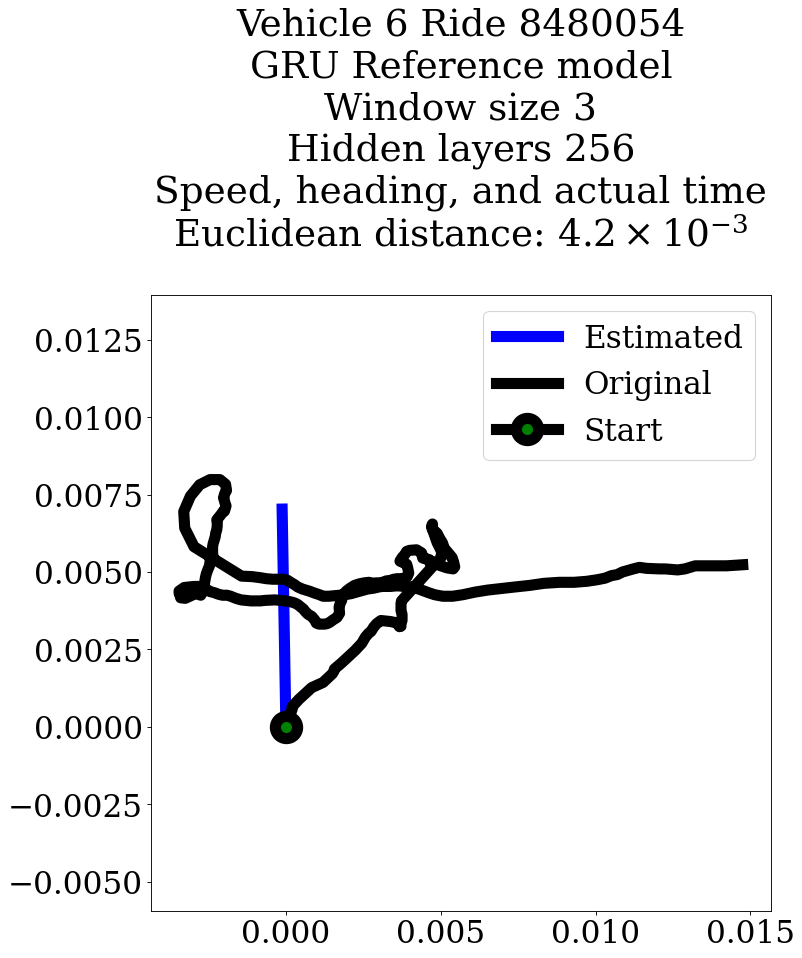 Vehicle 6 Ride 8480054
GRU Reference model
Window size 3
Hidden layers 256
Speed, heading, and actual time
Euclidean distance: 4.2 × 10⁻³
Estimated
Original
Start
0.0125
0.0100
0.0075
0.0050
0.0025
0.0000
−0.0025
−0.0050
0.000 0.005 0.010 0.015